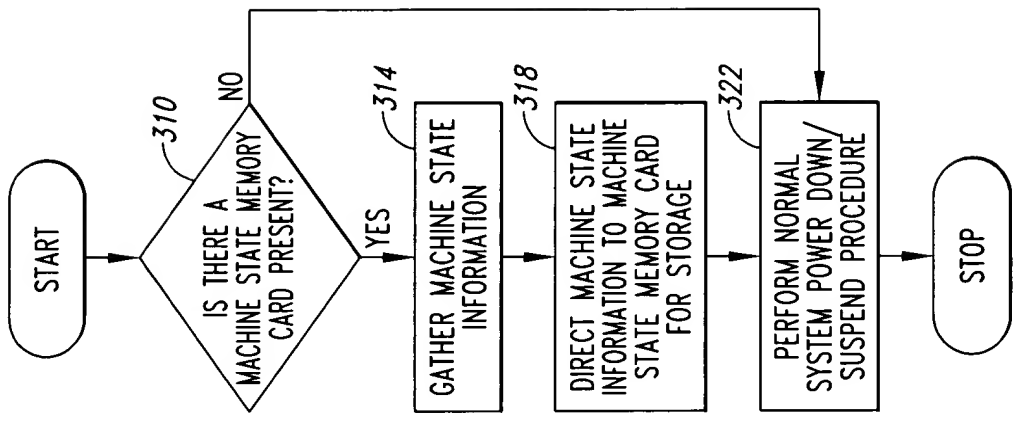 START
310
IS THERE A
MACHINE STATE MEMORY
CARD PRESENT?
NO
YES
314
GATHER MACHINE STATE
INFORMATION
318
DIRECT MACHINE STATE
INFORMATION TO MACHINE
STATE MEMORY CARD
FOR STORAGE
322
PERFORM NORMAL
SYSTEM POWER DOWN/
SUSPEND PROCEDURE
STOP